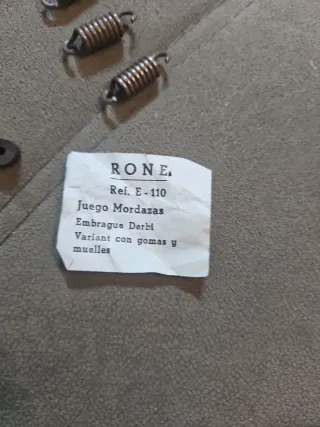 RONE.
Ref. E - 110
Juego Mordazas
Embrague Derbi
Variant con gomas y
muelles